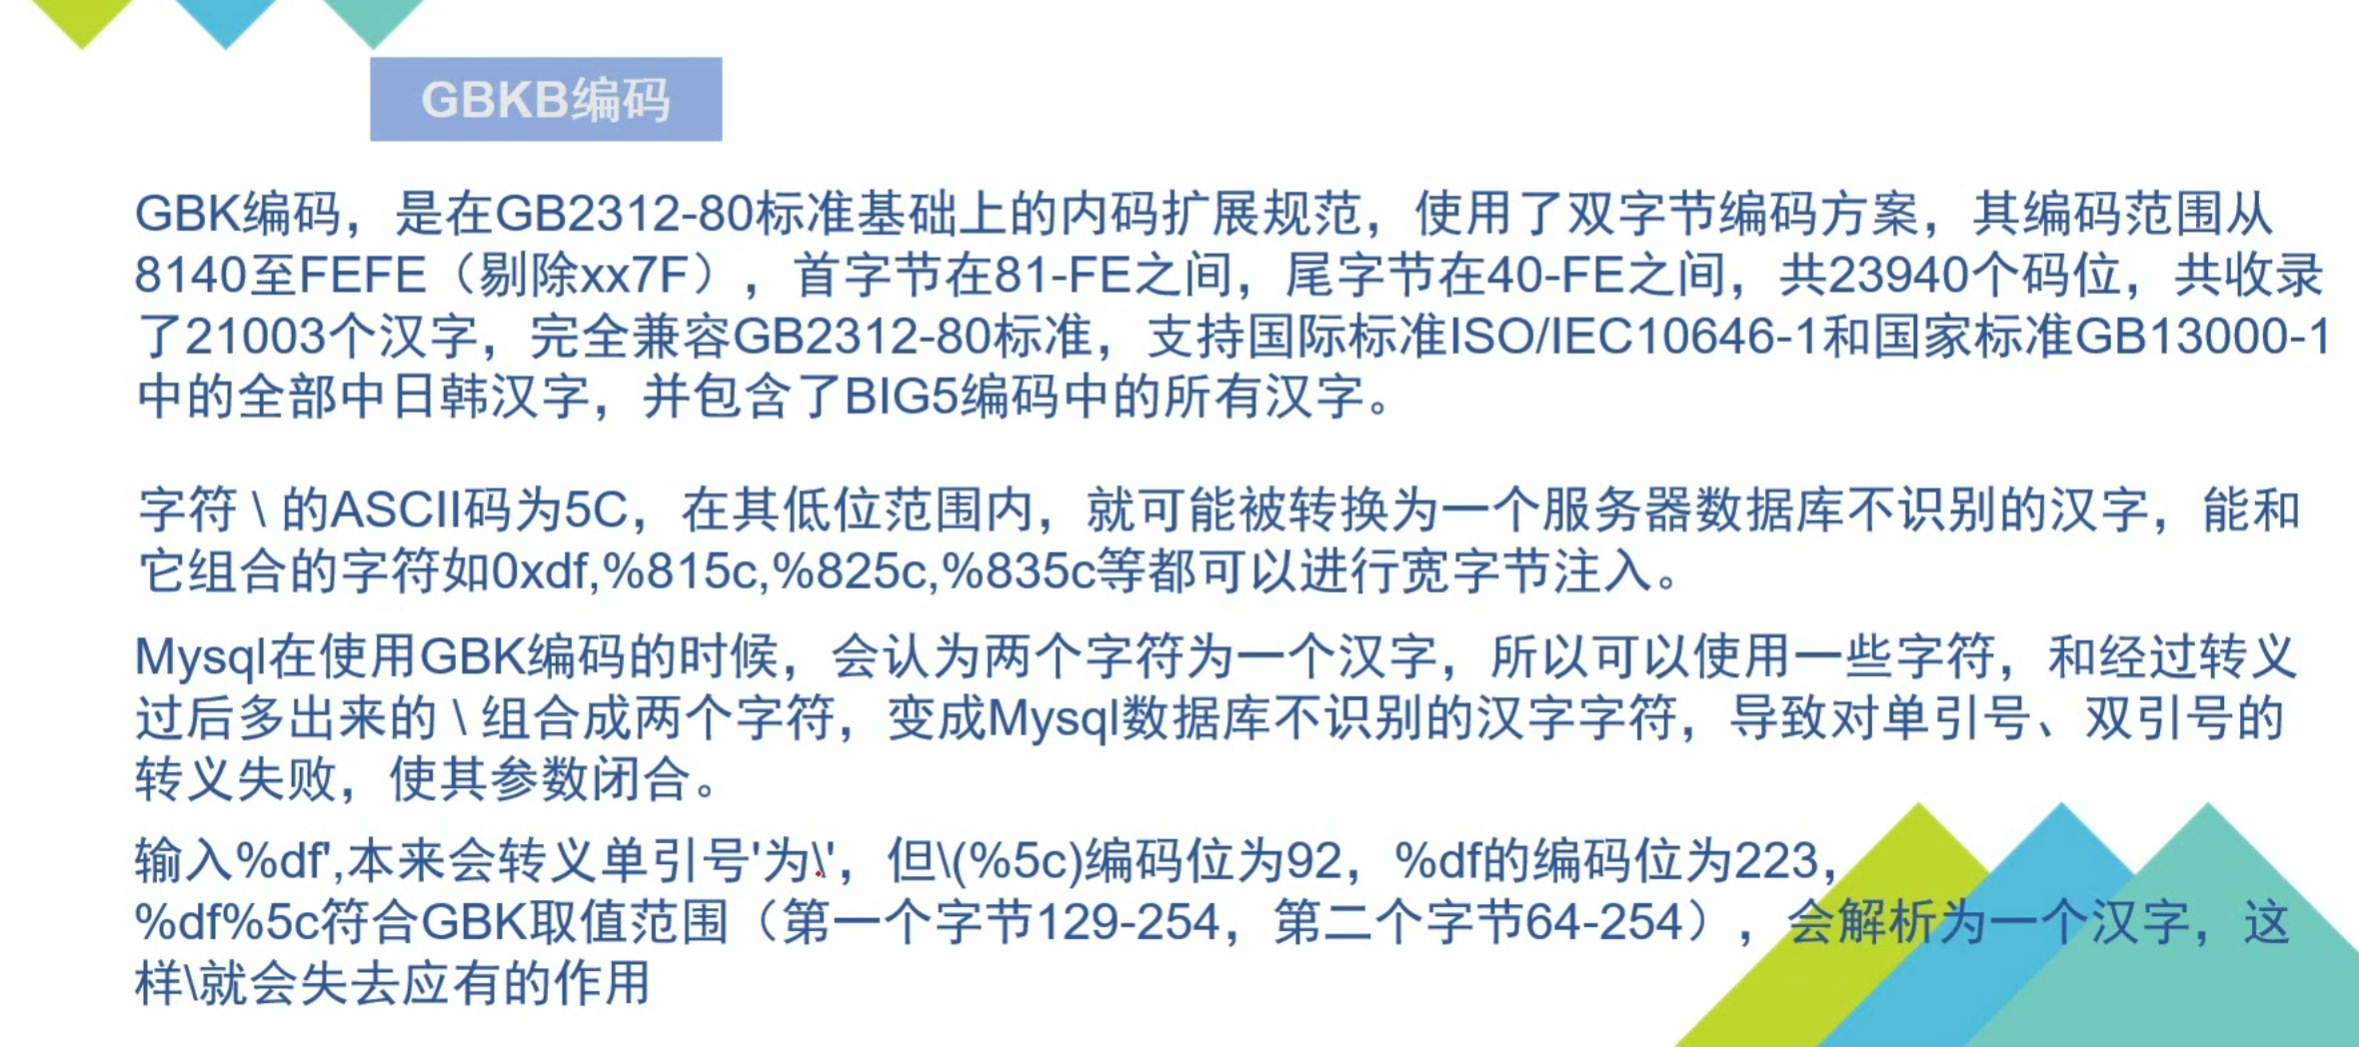 GBKB编码
GBK编码，是在GB2312-80标准基础上的内码扩展规范，使用了双字节编码方案，其编码范围从
8140至FEFE（剔除xx7F），首字节在81-FE之间，尾字节在40-FE之间，共23940个码位，共收录
了21003个汉字，完全兼容GB2312-80标准，支持国际标准ISO/IEC10646-1和国家标准GB13000-1
中的全部中日韩汉字，并包含了BIG5编码中的所有汉字。
字符 \ 的ASCII码为5C，在其低位范围内，就可能被转换为一个服务器数据库不识别的汉字，能和
它组合的字符如0xdf,%815c,%825c,%835c等都可以进行宽字节注入。
Mysql在使用GBK编码的时候，会认为两个字符为一个汉字，所以可以使用一些字符，和经过转义
过后多出来的 \ 组合成两个字符，变成Mysql数据库不识别的汉字字符，导致对单引号、双引号的
转义失败，使其参数闭合。
输入%df',本来会转义单引号'为\'，但\(%5c)编码位为92，%df的编码位为223，
%df%5c符合GBK取值范围（第一个字节129-254，第二个字节64-254），会解析为一个汉字，这
样\就会失去应有的作用